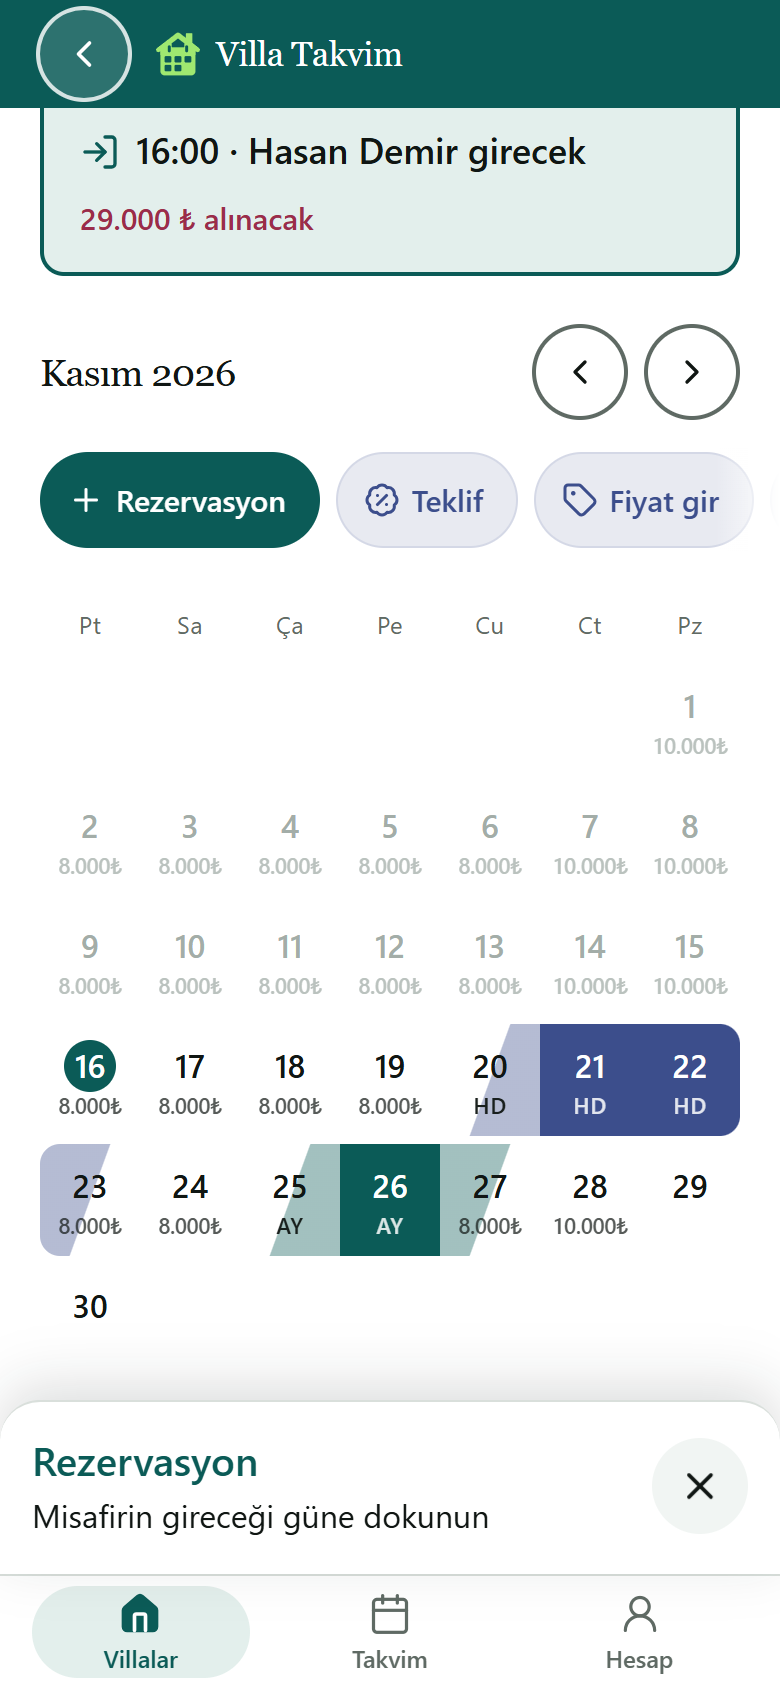 Villa Takvim
16:00 · Hasan Demir girecek
29.000 ₺ alınacak
Kasım 2026
+ Rezervasyon
Teklif
Fiyat gir
Pt Sa Ça Pe Cu Ct Pz
1
10.000₺
2 3 4 5 6 7 8
8.000₺ 8.000₺ 8.000₺ 8.000₺ 8.000₺ 10.000₺ 10.000₺
9 10 11 12 13 14 15
8.000₺ 8.000₺ 8.000₺ 8.000₺ 8.000₺ 10.000₺ 10.000₺
16 17 18 19 20 21 22
8.000₺ 8.000₺ 8.000₺ 8.000₺ HD HD HD
23 24 25 26 27 28 29
8.000₺ 8.000₺ AY AY 8.000₺ 10.000₺
30
Rezervasyon
Misafirin gireceği güne dokunun
Villalar Takvim Hesap